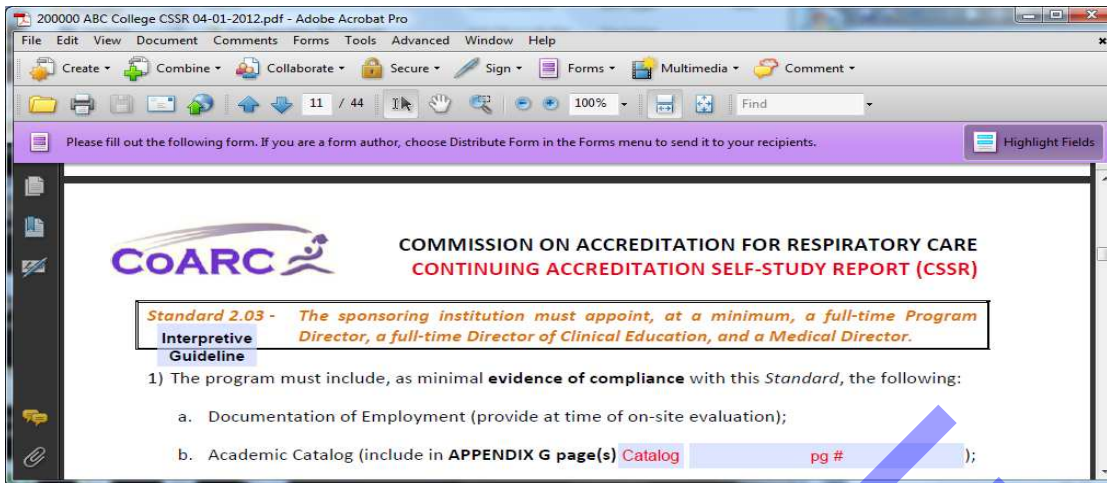 200000 ABC College CSSR 04-01-2012.pdf - Adobe Acrobat Pro
File Edit View Document Comments Forms Tools Advanced Window Help
Create Combine Collaborate Secure Sign Forms Multimedia Comment
11 / 44 100% Find
Please fill out the following form. If you are a form author, choose Distribute Form in the Forms menu to send it to your recipients. Highlight Fields
CoARC
COMMISSION ON ACCREDITATION FOR RESPIRATORY CARE
CONTINUING ACCREDITATION SELF-STUDY REPORT (CSSR)
Standard 2.03 - The sponsoring institution must appoint, at a minimum, a full-time Program
Interpretive Director, a full-time Director of Clinical Education, and a Medical Director.
Guideline
1) The program must include, as minimal evidence of compliance with this Standard, the following:
a. Documentation of Employment (provide at time of on-site evaluation);
b. Academic Catalog (include in APPENDIX G page(s) Catalog pg # );